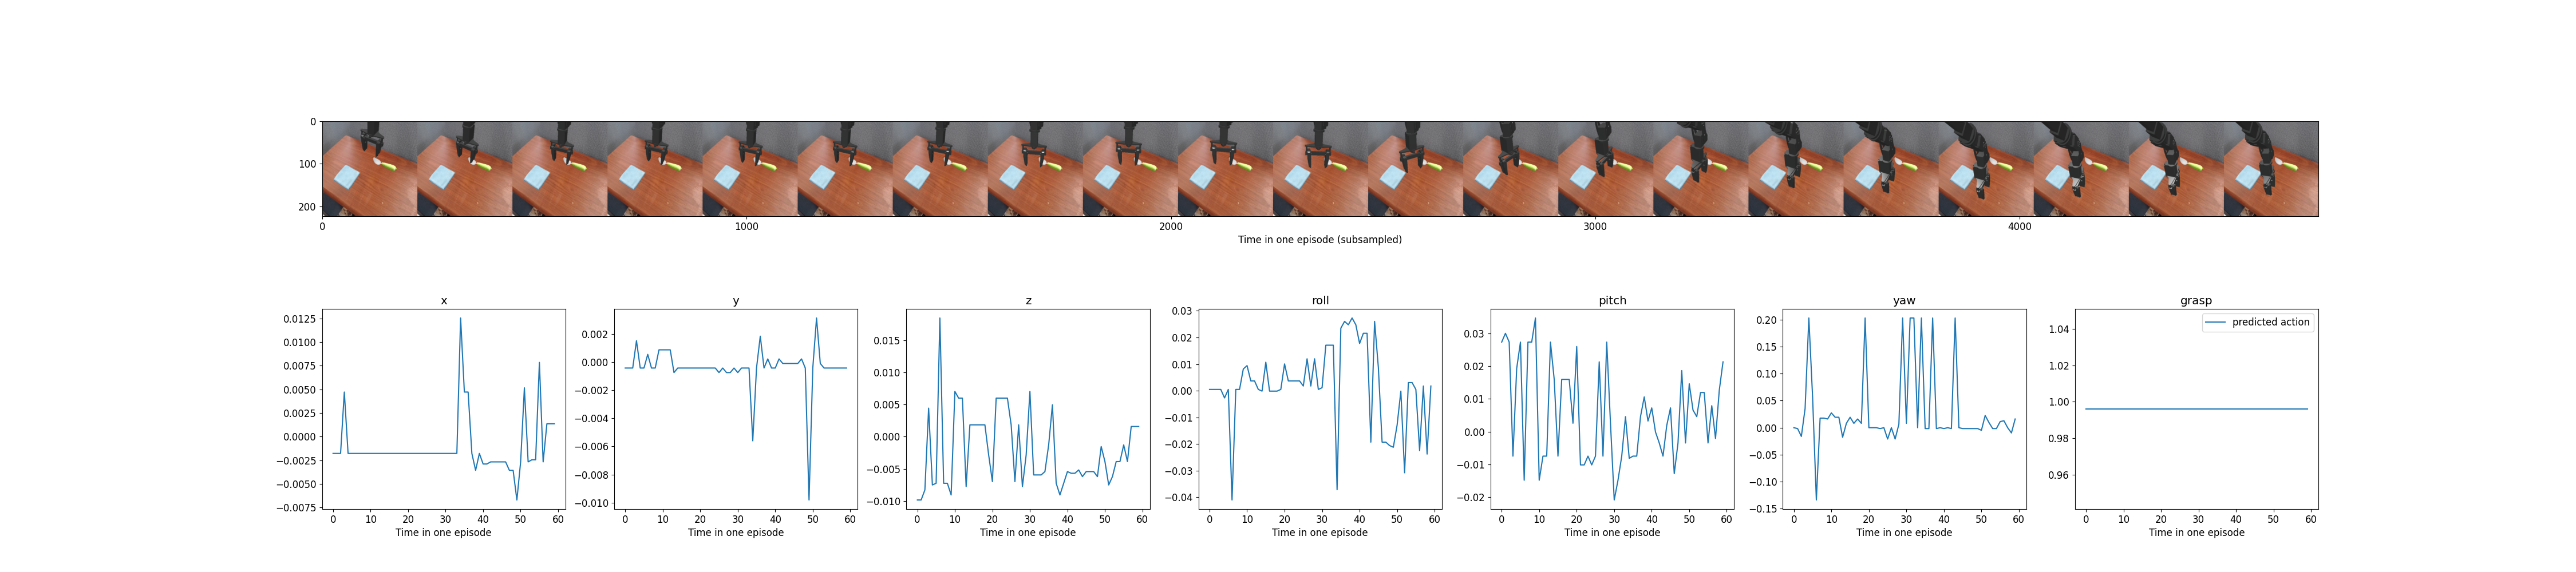 0
100
200
0 1000 2000 3000 4000
Time in one episode (subsampled)
x y z roll pitch yaw grasp
0.0125
0.0100
0.0075
0.0050
0.0025
0.0000
−0.0025
−0.0050
−0.0075
0 10 20 30 40 50 60
Time in one episode
0.002
0.000
−0.002
−0.004
−0.006
−0.008
−0.010
0 10 20 30 40 50 60
Time in one episode
0.015
0.010
0.005
0.000
−0.005
−0.010
0 10 20 30 40 50 60
Time in one episode
0.03
0.02
0.01
0.00
−0.01
−0.02
−0.03
−0.04
0 10 20 30 40 50 60
Time in one episode
0.03
0.02
0.01
0.00
−0.01
−0.02
0 10 20 30 40 50 60
Time in one episode
0.20
0.15
0.10
0.05
0.00
−0.05
−0.10
−0.15
0 10 20 30 40 50 60
Time in one episode
predicted action
1.04
1.02
1.00
0.98
0.96
0 10 20 30 40 50 60
Time in one episode